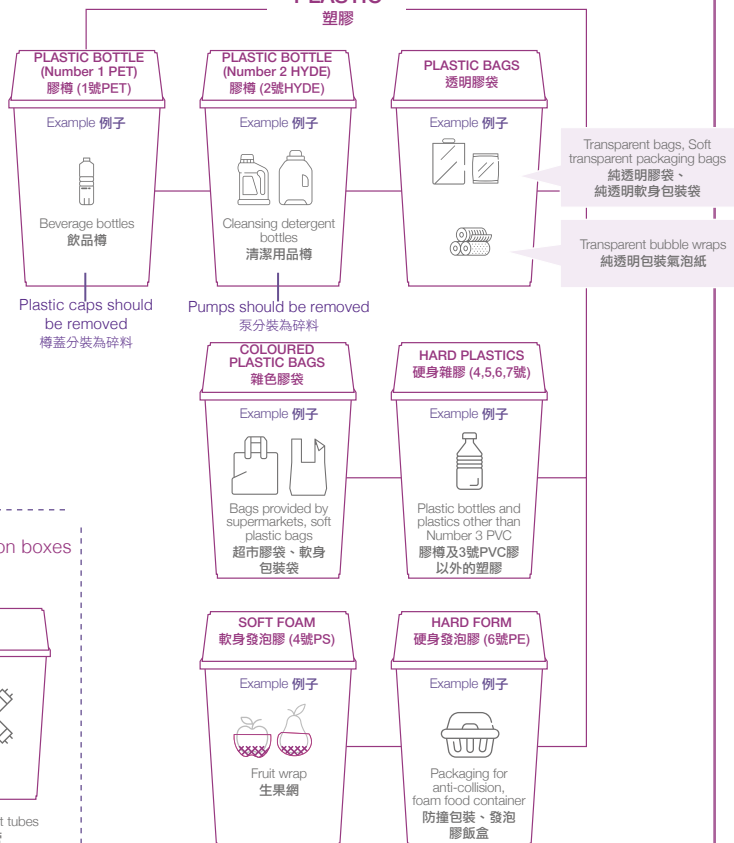 塑膠
PLASTIC BOTTLE
(Number 1 PET)
膠樽 (1號PET)
Example 例子
Beverage bottles
飲品樽
Plastic caps should
be removed
樽蓋分裝為碎料
PLASTIC BOTTLE
(Number 2 HYDE)
膠樽 (2號HYDE)
Example 例子
Cleansing detergent
bottles
清潔用品樽
Pumps should be removed
泵分裝為碎料
PLASTIC BAGS
透明膠袋
Example 例子
Transparent bags, Soft
transparent packaging bags
純透明膠袋、
純透明軟身包裝袋
Transparent bubble wraps
純透明包裝氣泡紙
COLOURED
PLASTIC BAGS
雜色膠袋
Example 例子
Bags provided by
supermarkets, soft
plastic bags
超市膠袋、軟身
包裝袋
HARD PLASTICS
硬身雜膠 (4,5,6,7號)
Example 例子
Plastic bottles and
plastics other than
Number 3 PVC
膠樽及3號PVC膠
以外的塑膠
on boxes
t tubes
SOFT FOAM
軟身發泡膠 (4號PS)
Example 例子
Fruit wrap
生果網
HARD FORM
硬身發泡膠 (6號PE)
Example 例子
Packaging for
anti-collision,
foam food container
防撞包裝、發泡
膠飯盒